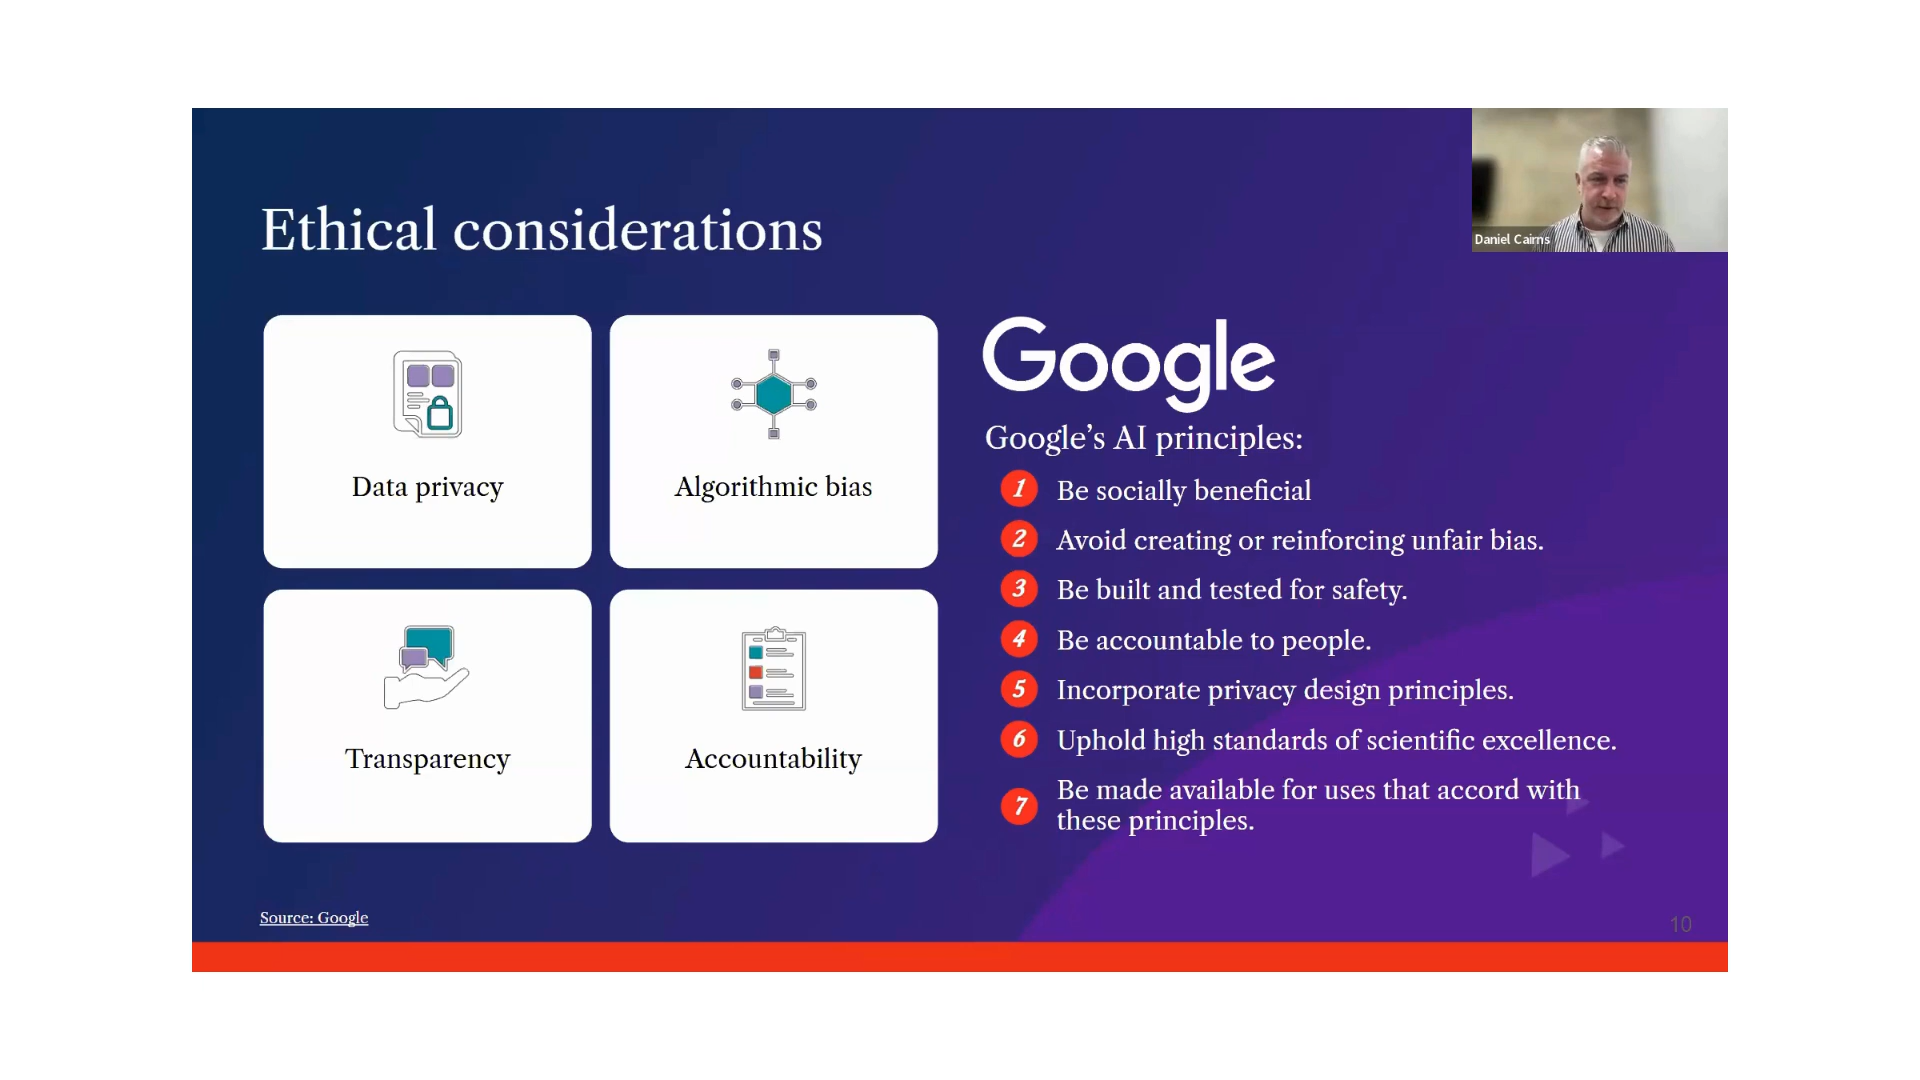 Daniel Cairns
Ethical considerations
Data privacy
Algorithmic bias
Transparency
Accountability
Google
Google’s AI principles:
1 Be socially beneficial
2 Avoid creating or reinforcing unfair bias.
3 Be built and tested for safety.
4 Be accountable to people.
5 Incorporate privacy design principles.
6 Uphold high standards of scientific excellence.
7 Be made available for uses that accord with
these principles.
Source: Google
10